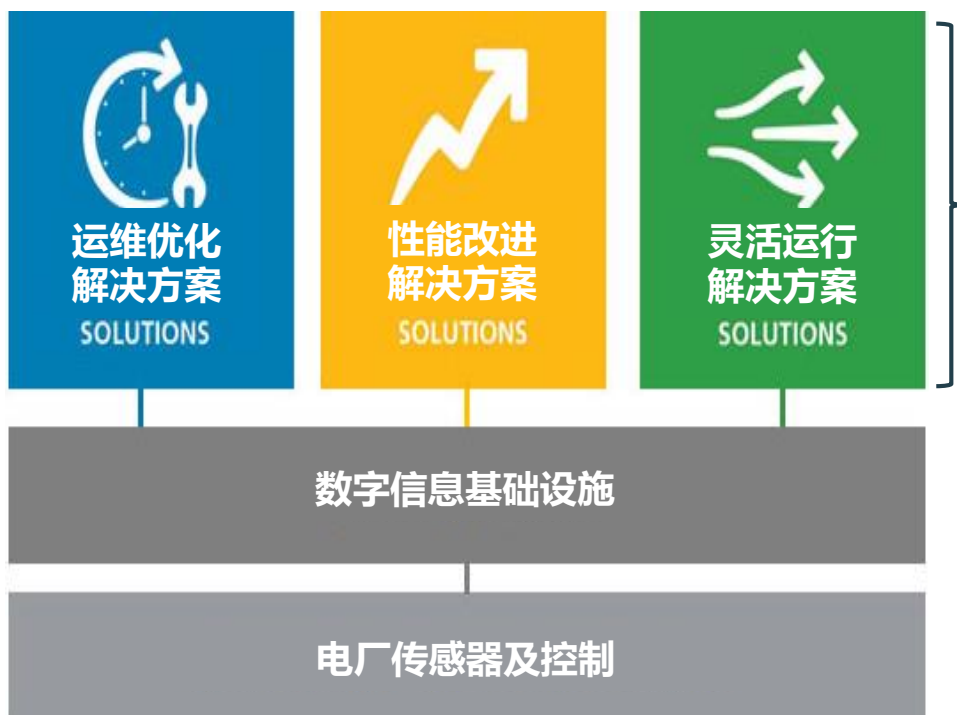 运维优化
解决方案
SOLUTIONS
性能改进
解决方案
SOLUTIONS
灵活运行
解决方案
SOLUTIONS
数字信息基础设施
电厂传感器及控制